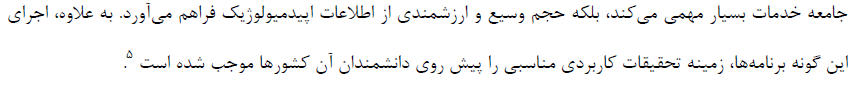 جامعه خدمات بسیار مهمی می‌کند، بلکه حجم وسیع و ارزشمندی از اطلاعات اپیدمیولوژیک فراهم می‌آورد. به علاوه، اجرای
این گونه برنامه‌ها، زمینه تحقیقات کاربردی مناسبی را پیش روی دانشمندان آن کشورها موجب شده است ۵.